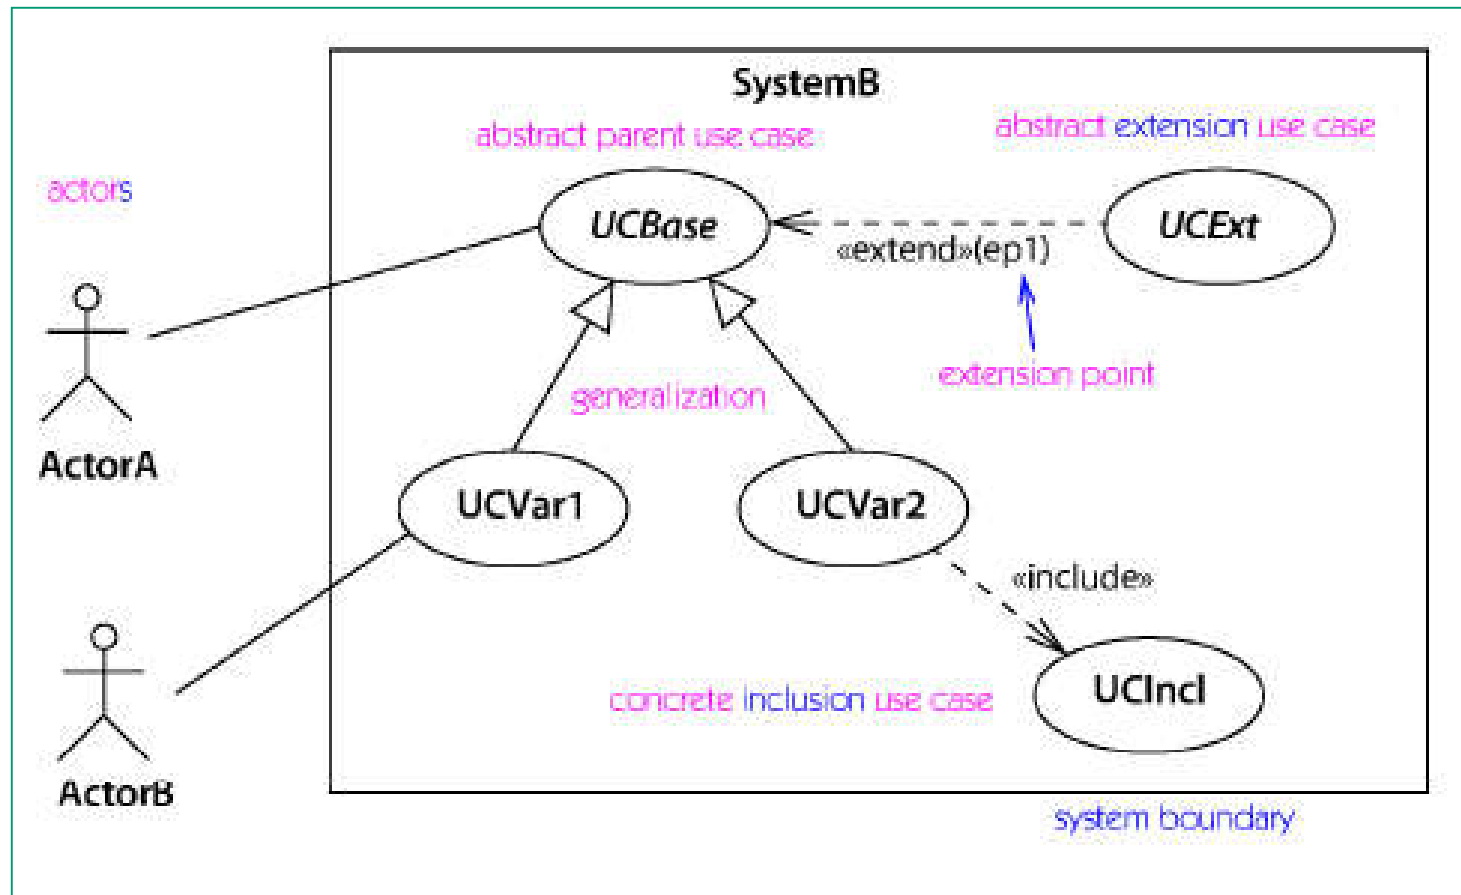 SystemB
abstract parent use case
abstract extension use case
actors
UCBase
UCExt
«extend»(ep1)
extension point
generalization
ActorA
UCVar1
UCVar2
«include»
UCIncl
concrete inclusion use case
ActorB
system boundary